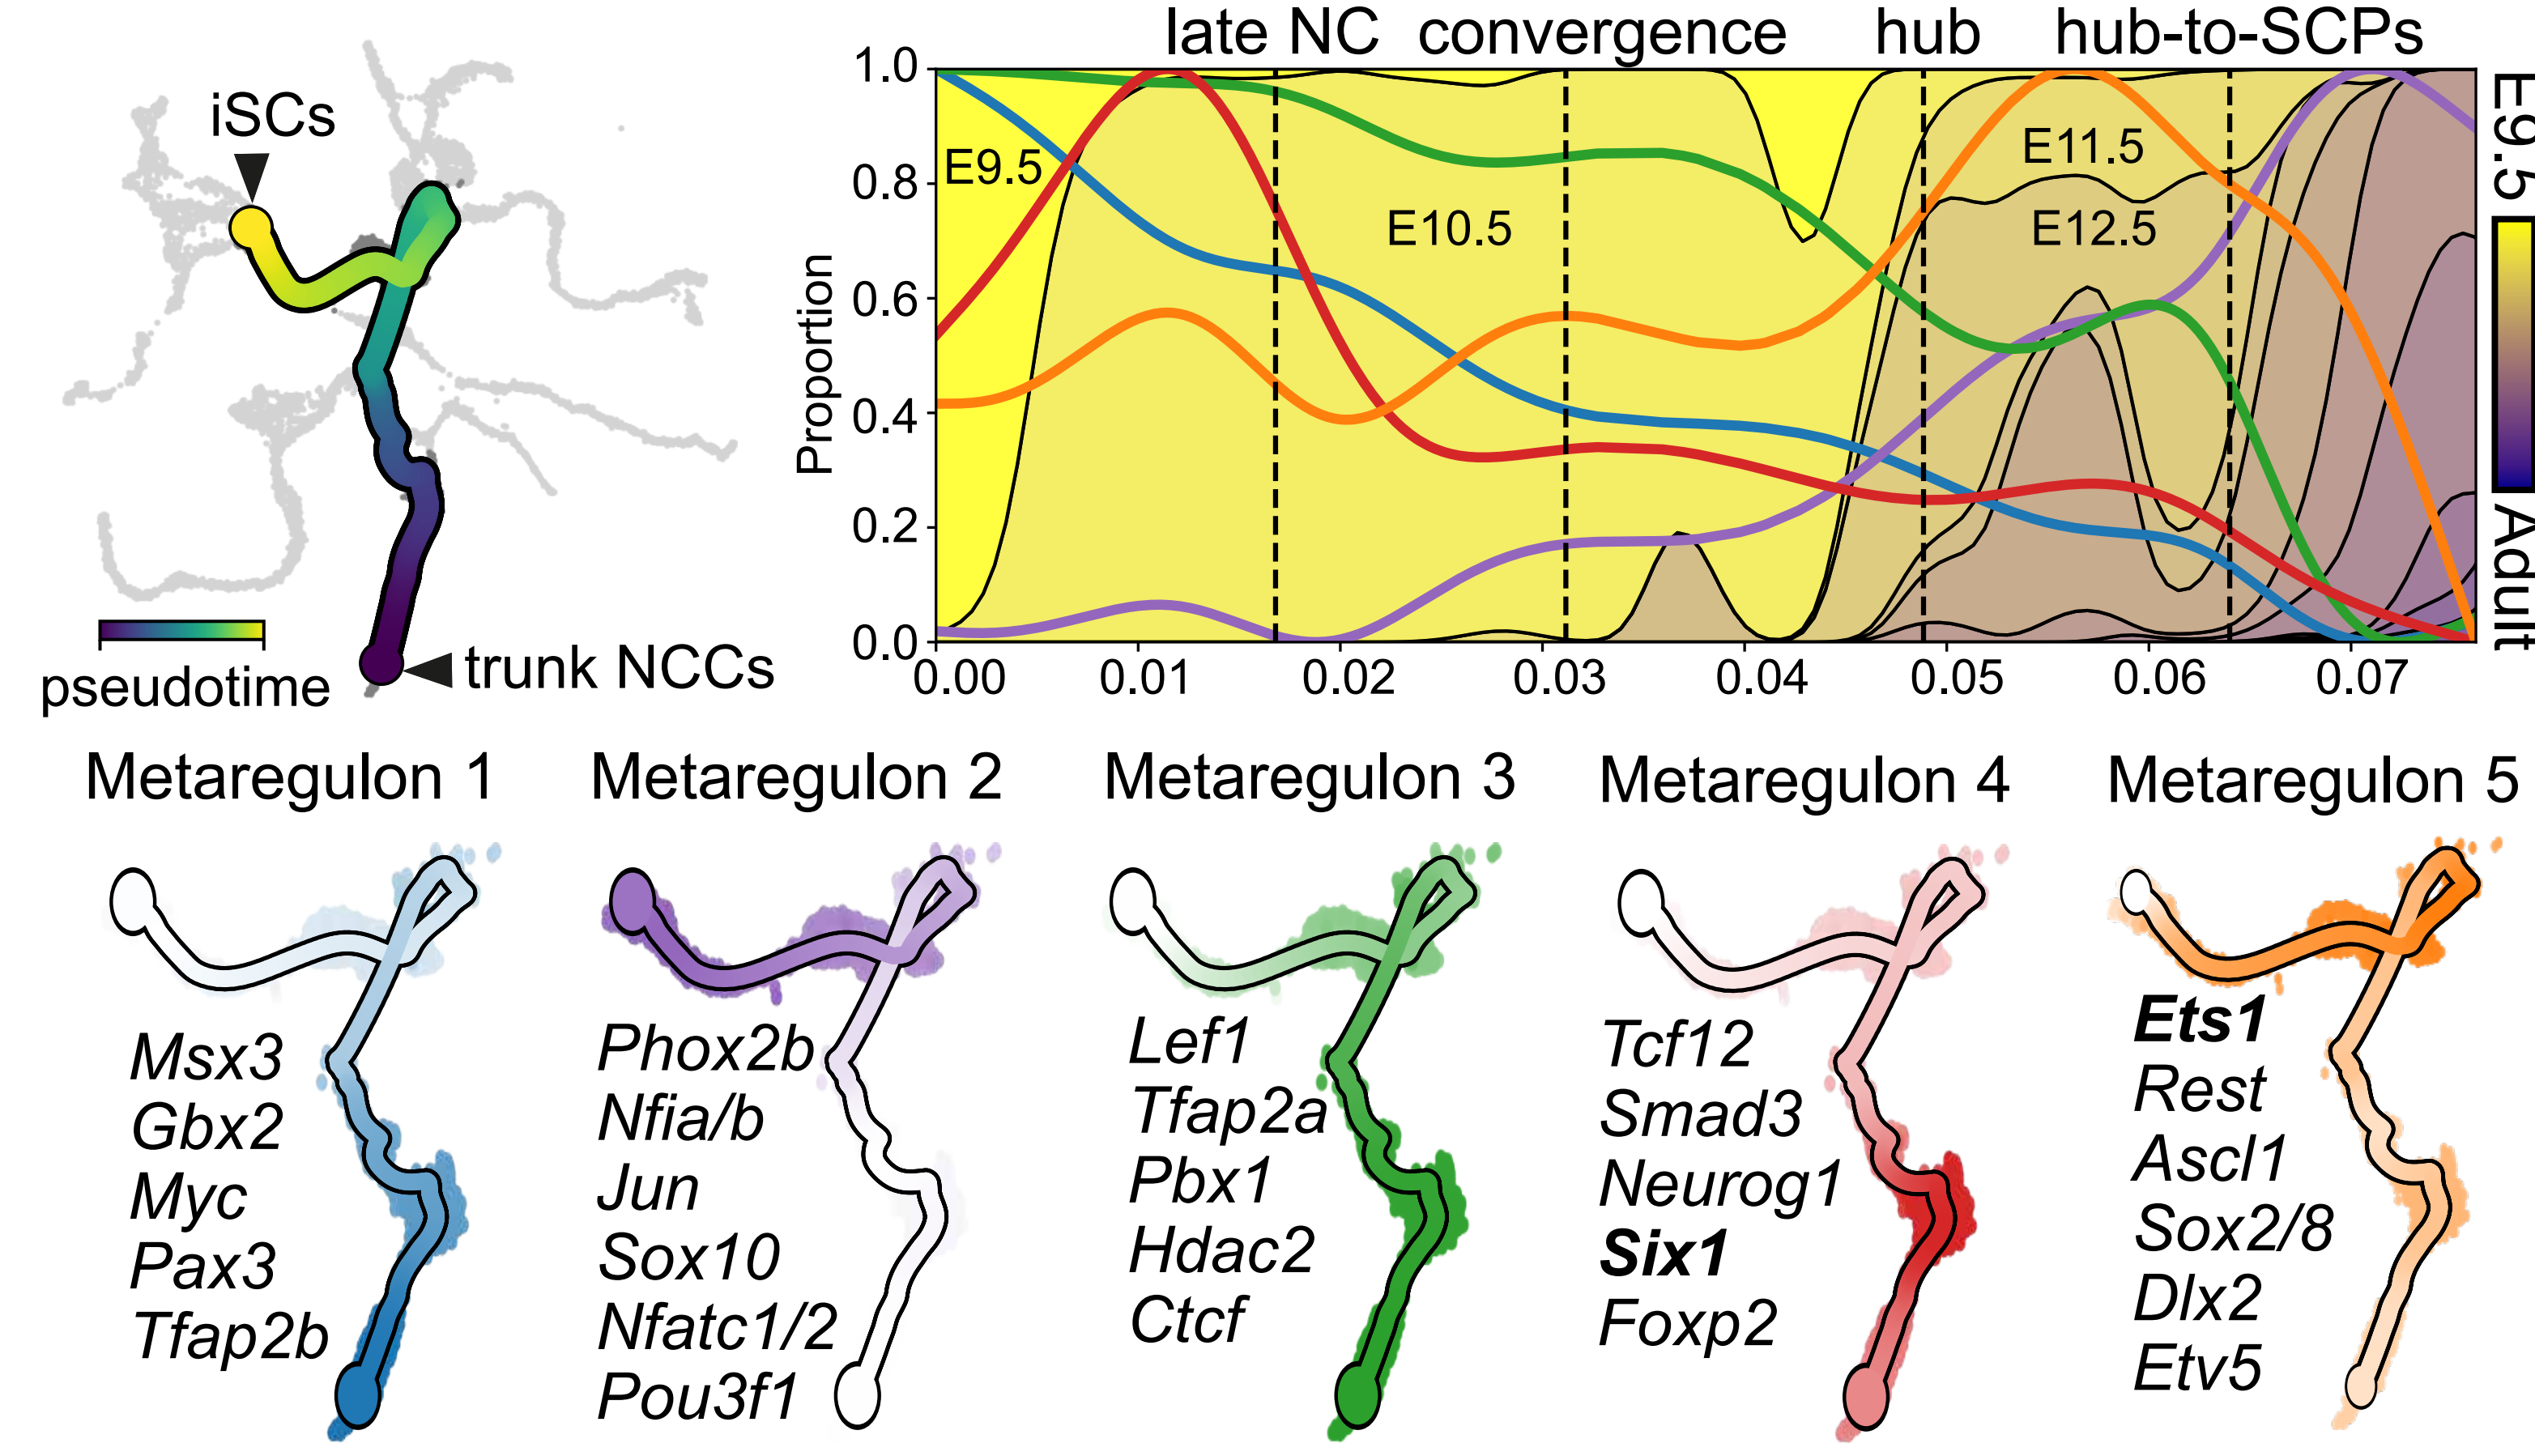 late NC convergence hub hub-to-SCPs
iSCs
trunk NCCs
pseudotime
Proportion
1.0
0.8
0.6
0.4
0.2
0.0
E9.5
E10.5
E11.5
E12.5
0.00 0.01 0.02 0.03 0.04 0.05 0.06 0.07
E9.5
Adult
Metaregulon 1
Msx3
Gbx2
Myc
Pax3
Tfap2b
Metaregulon 2
Phox2b
Nfia/b
Jun
Sox10
Nfatc1/2
Pou3f1
Metaregulon 3
Lef1
Tfap2a
Pbx1
Hdac2
Ctcf
Metaregulon 4
Tcf12
Smad3
Neurog1
Six1
Foxp2
Metaregulon 5
Ets1
Rest
Ascl1
Sox2/8
Dlx2
Etv5